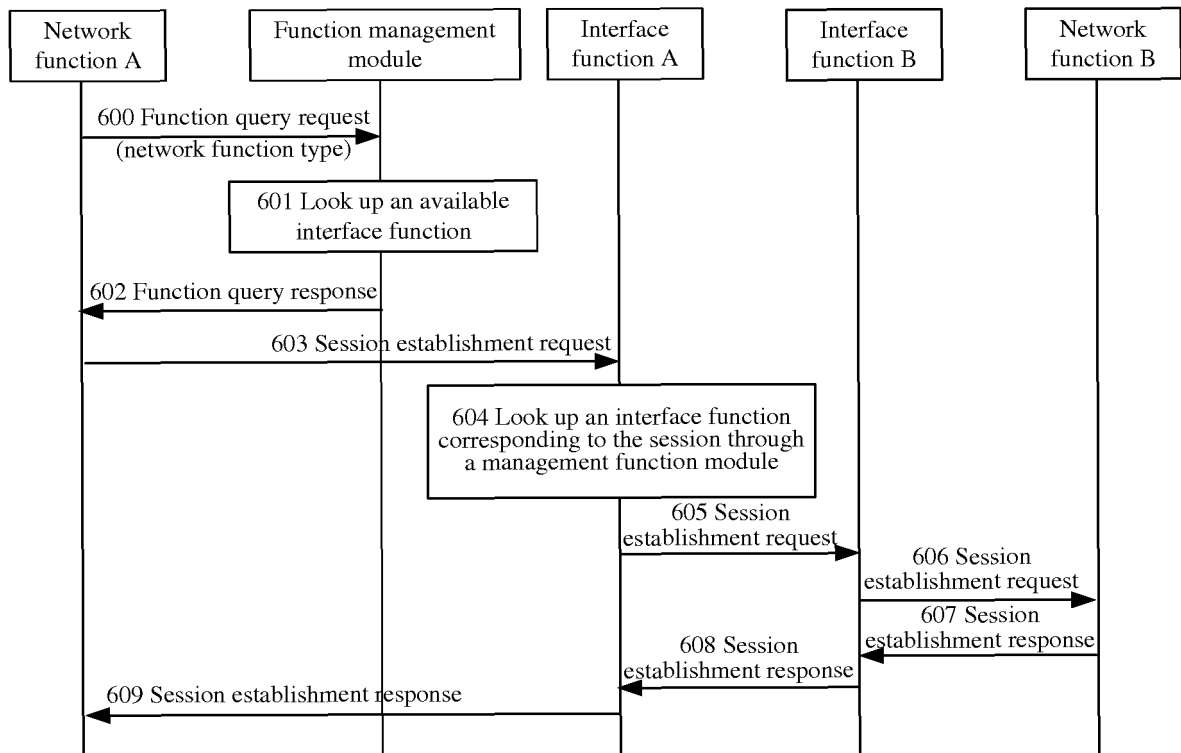 Network
function A
Function management
module
Interface
function A
Interface
function B
Network
function B
600 Function query request
(network function type)
601 Look up an available
interface function
602 Function query response
603 Session establishment request
604 Look up an interface function
corresponding to the session through
a management function module
605 Session
establishment request
606 Session
establishment request
607 Session
establishment response
608 Session
establishment response
609 Session establishment response